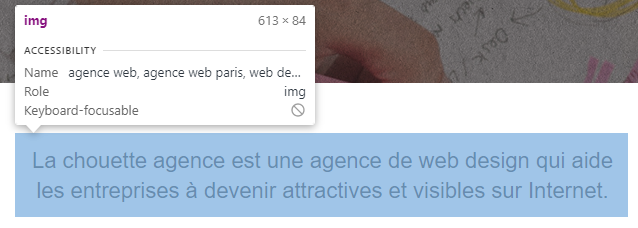 img 613 × 84
ACCESSIBILITY
Name agence web, agence web paris, web de...
Role img
Keyboard-focusable
La chouette agence est une agence de web design qui aide
les entreprises à devenir attractives et visibles sur Internet.